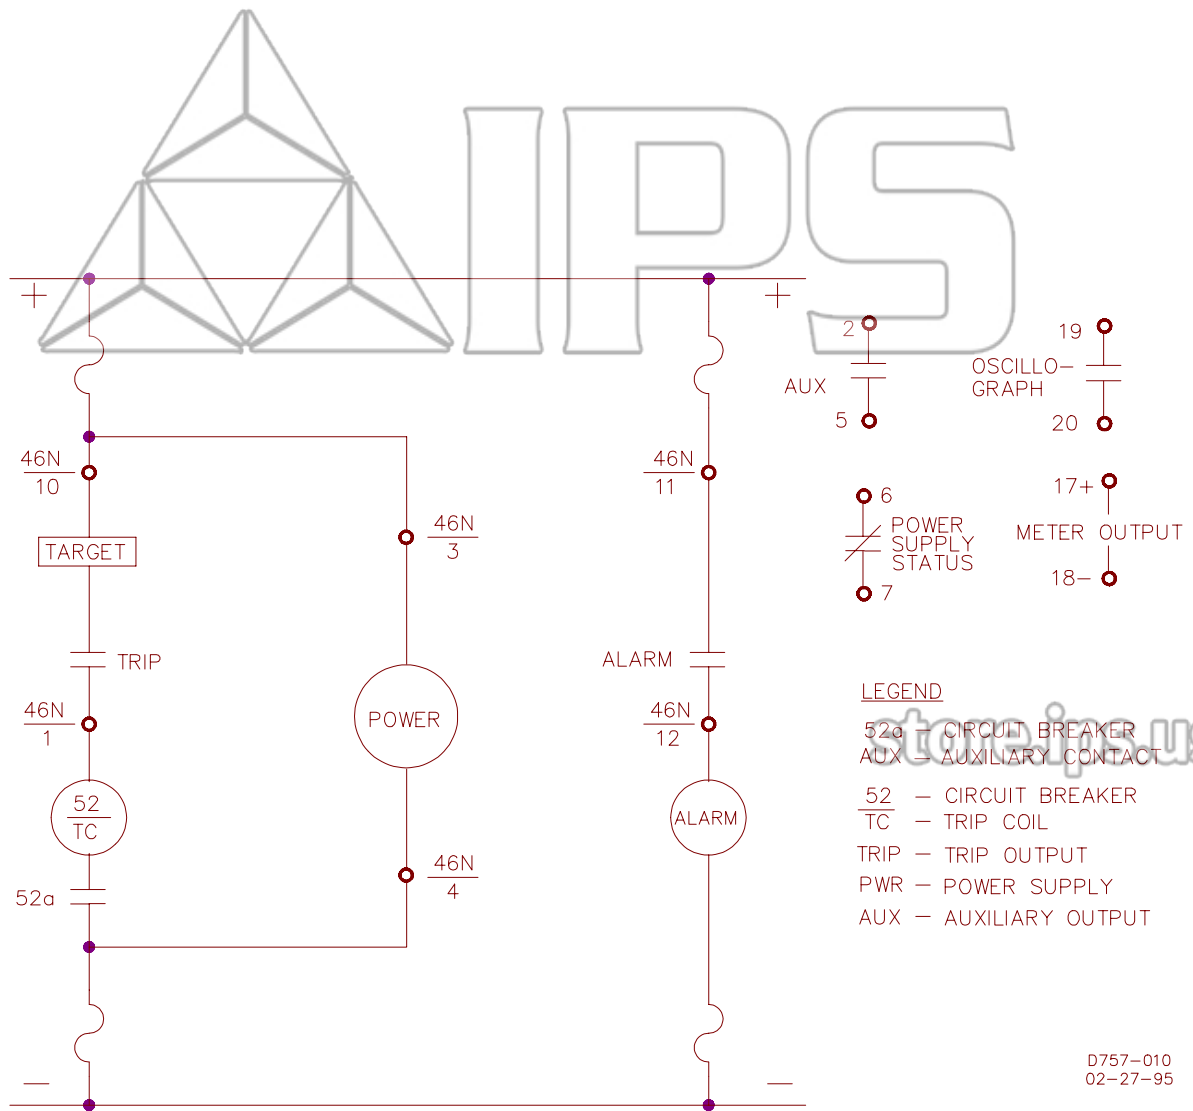 IPS
+
+
2
AUX
5
19
OSCILLO-
GRAPH
20
46N
10
46N
11
46N
3
6
POWER
SUPPLY
STATUS
7
17+
METER OUTPUT
18-
TARGET
TRIP
ALARM
46N
1
POWER
46N
12
52
TC
ALARM
46N
4
52a
LEGEND
52a - CIRCUIT BREAKER
AUX - AUXILIARY CONTACT
store.ips.us
52 - CIRCUIT BREAKER
TC - TRIP COIL
TRIP - TRIP OUTPUT
PWR - POWER SUPPLY
AUX - AUXILIARY OUTPUT
-
-
D757-010
02-27-95